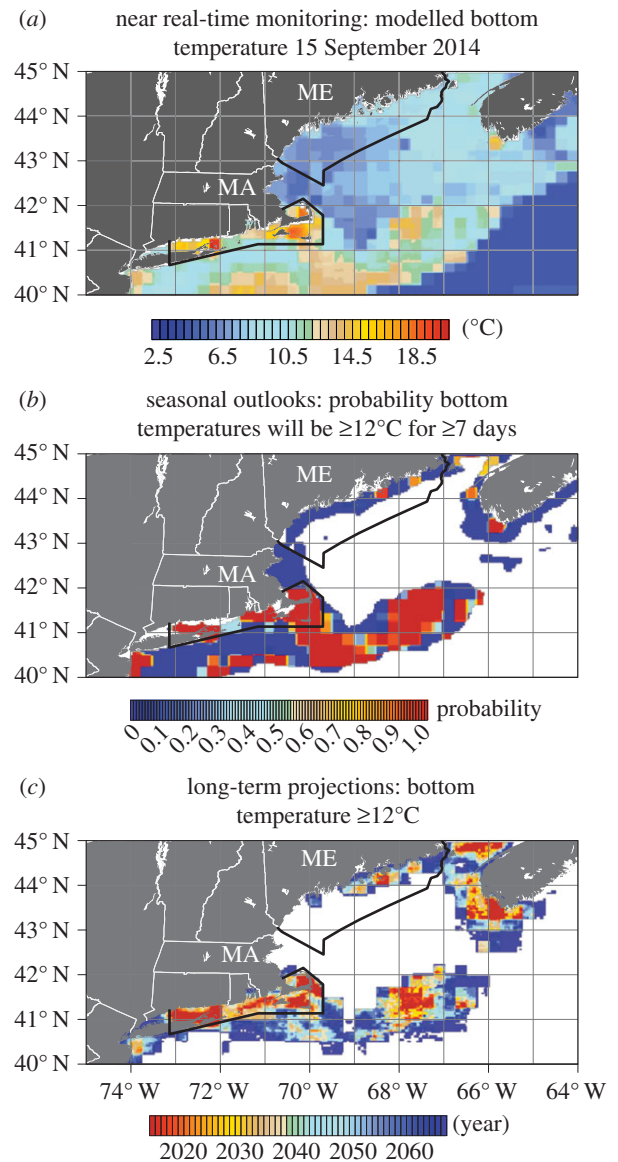 (a) near real-time monitoring: modelled bottom
temperature 15 September 2014
45° N
ME
44° N
43° N
MA
42° N
41° N
40° N
(°C)
2.5 6.5 10.5 14.5 18.5
(b) seasonal outlooks: probability bottom
temperatures will be ≥12°C for ≥7 days
45° N
ME
44° N
43° N
MA
42° N
41° N
40° N
probability
0 0.1 0.2 0.3 0.4 0.5 0.6 0.7 0.8 0.9 1.0
(c) long-term projections: bottom
temperature ≥12°C
45° N
ME
44° N
43° N
MA
42° N
41° N
40° N
74° W 72° W 70° W 68° W 66° W 64° W
(year)
2020 2030 2040 2050 2060